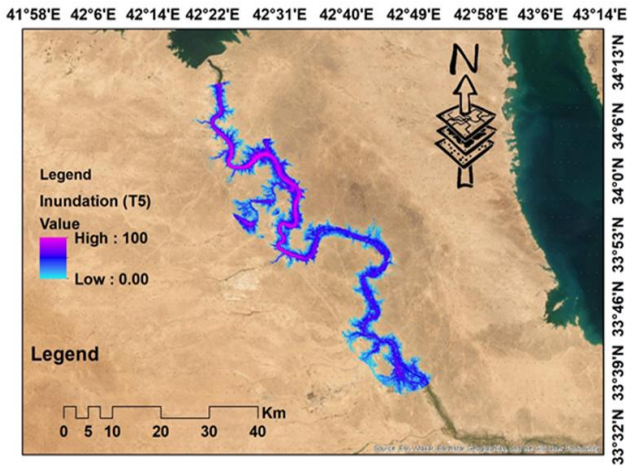 41°58'E 42°6'E 42°14'E 42°22'E 42°31'E 42°40'E 42°49'E 42°58'E 43°6'E 43°14'E
N
34°13'N
34°6'N
34°0'N
33°53'N
33°46'N
33°39'N
33°32'N
Legend
Inundation (T5)
Value
High : 100
Low : 0.00
Legend
Km
0 5 10 20 30 40